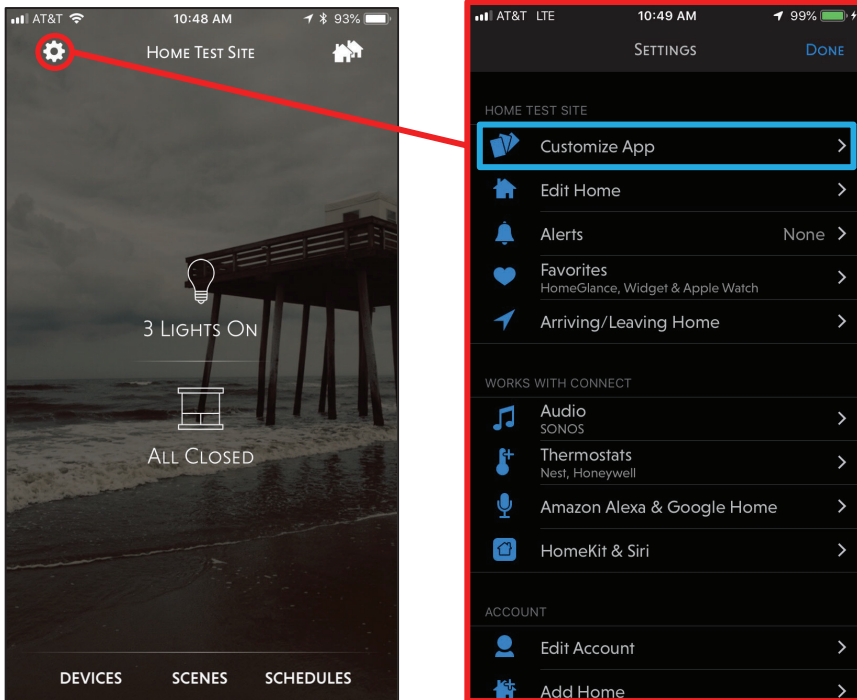 AT&T
10:48 AM
93%
HOME TEST SITE
3 LIGHTS ON
ALL CLOSED
DEVICES SCENES SCHEDULES
AT&T LTE
10:49 AM
99%
SETTINGS
DONE
HOME TEST SITE
Customize App
Edit Home
Alerts None
Favorites
HomeGlance, Widget & Apple Watch
Arriving/Leaving Home
WORKS WITH CONNECT
Audio
SONOS
Thermostats
Nest, Honeywell
Amazon Alexa & Google Home
HomeKit & Siri
ACCOUNT
Edit Account
Add Home